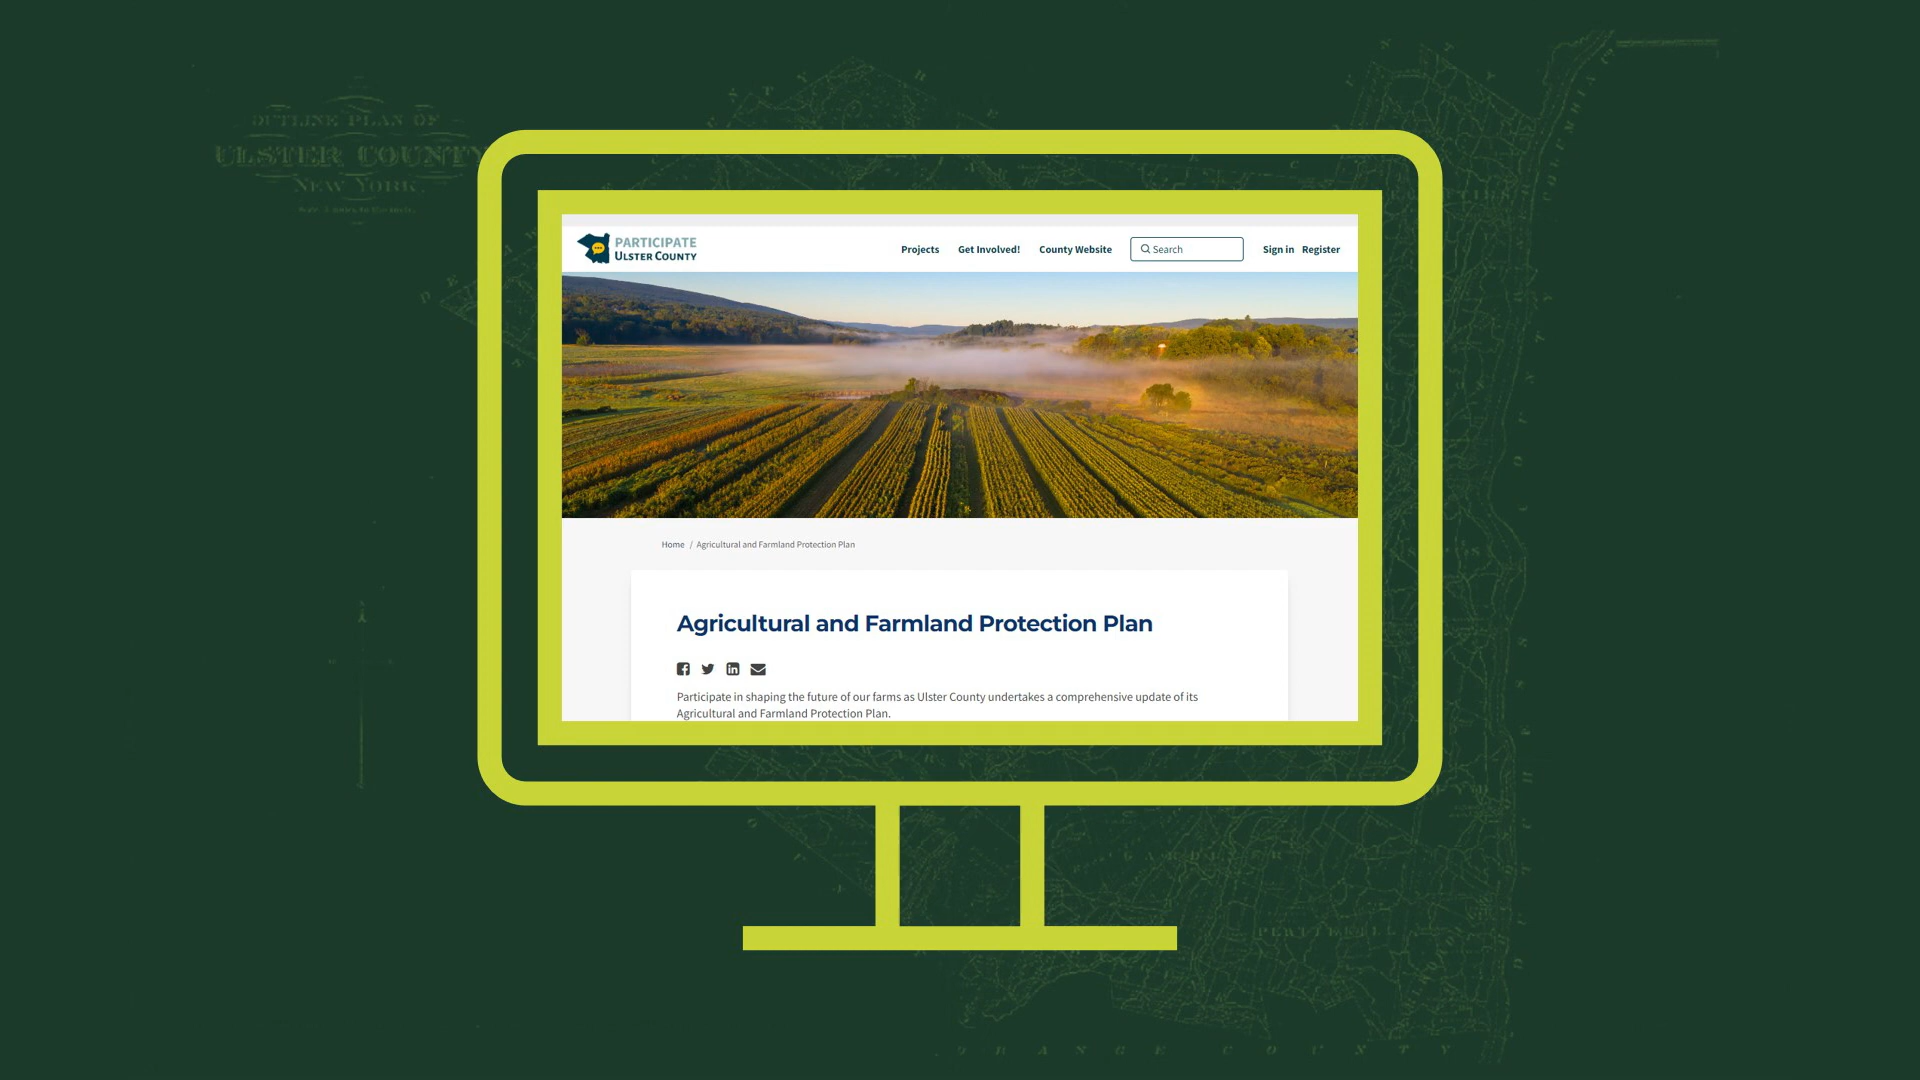 OUTLINE PLAN OF
ULSTER COUNTY
NEW YORK
PARTICIPATE
ULSTER COUNTY
Projects
Get Involved!
County Website
Search
Sign in
Register
Home / Agricultural and Farmland Protection Plan
Agricultural and Farmland Protection Plan
Participate in shaping the future of our farms as Ulster County undertakes a comprehensive update of its
Agricultural and Farmland Protection Plan.
ORANGE COUNTY